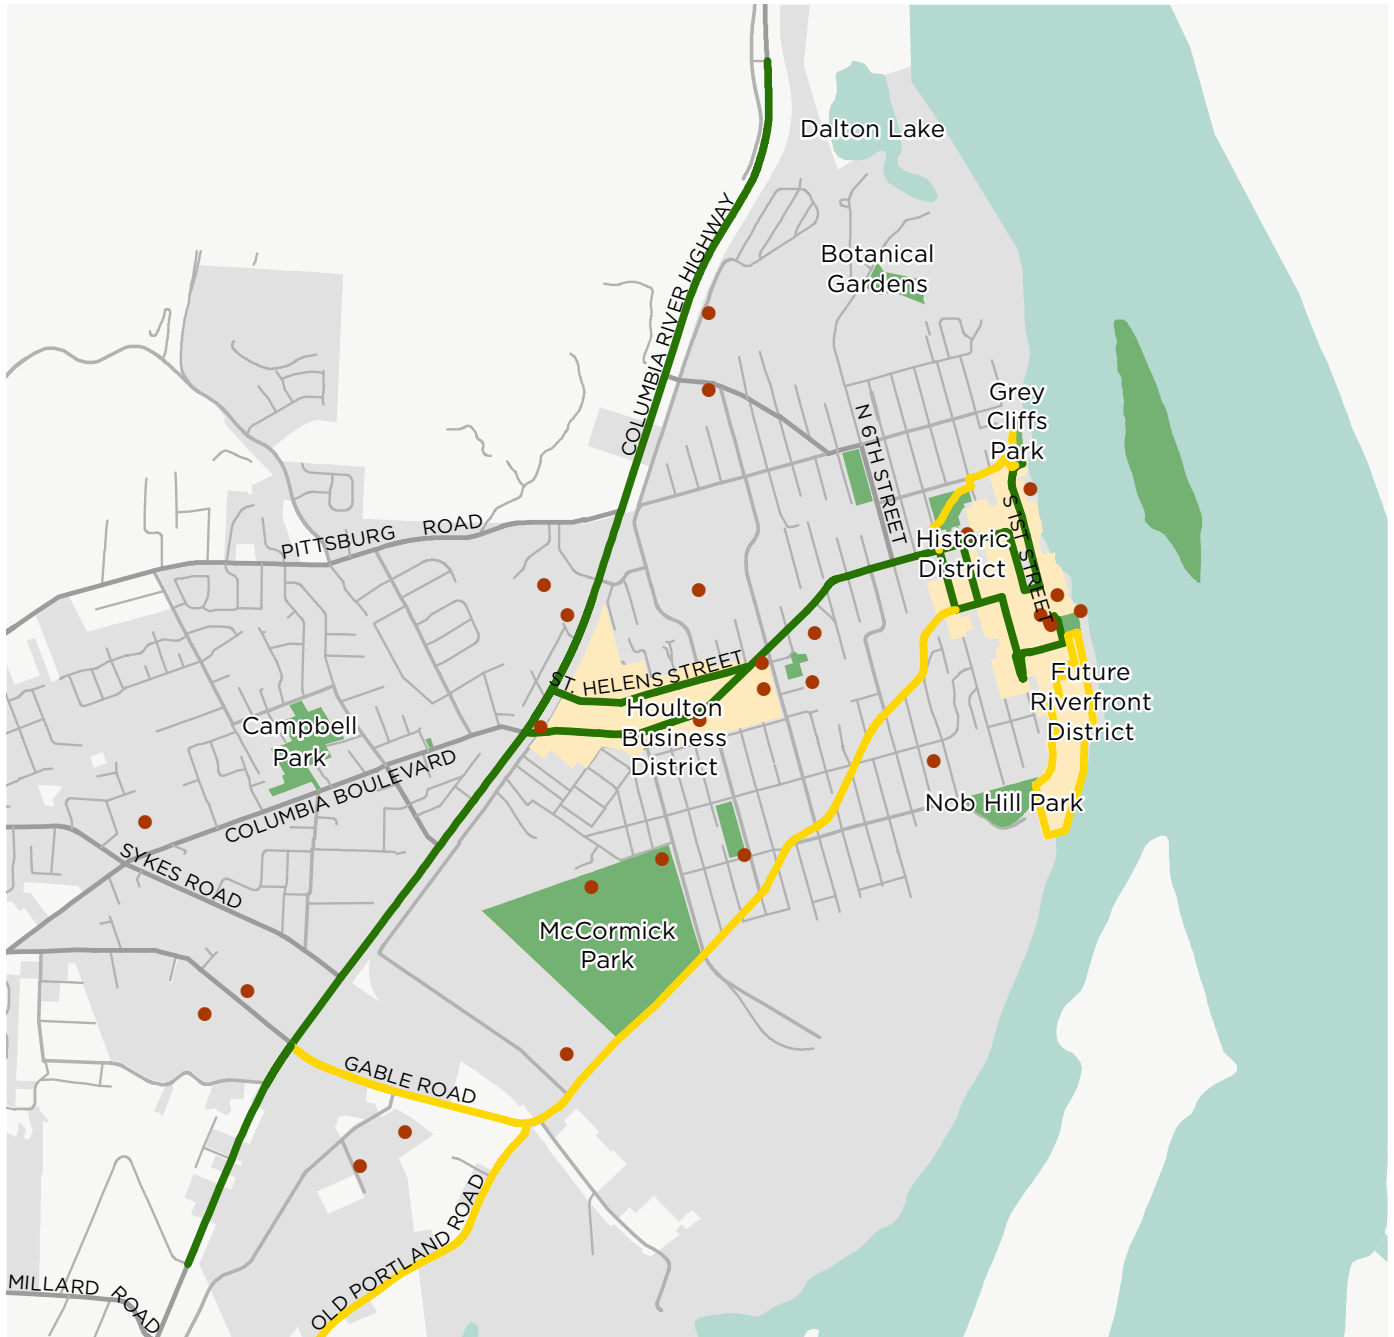 Dalton Lake
COLUMBIA RIVER HIGHWAY
Botanical
Gardens
Grey
Cliffs
Park
N 6TH STREET
S 1ST STREET
PITTSBURG ROAD
Historic
District
ST. HELENS STREET
Houlton
Business
District
Future
Riverfront
District
Campbell
Park
COLUMBIA BOULEVARD
Nob Hill Park
SYKES ROAD
McCormick
Park
GABLE ROAD
OLD PORTLAND ROAD
MILLARD ROAD